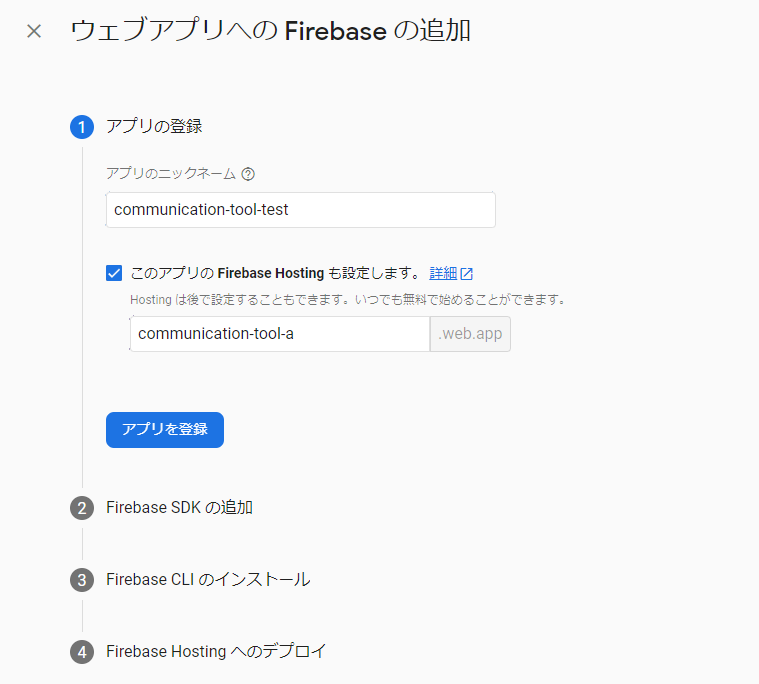 ウェブアプリへの Firebase の追加
1 アプリの登録
アプリのニックネーム
communication-tool-test
このアプリの Firebase Hosting も設定します。 詳細
Hosting は後で設定することもできます。いつでも無料で始めることができます。
communication-tool-a .web.app
アプリを登録
2 Firebase SDK の追加
3 Firebase CLI のインストール
4 Firebase Hosting へのデプロイ